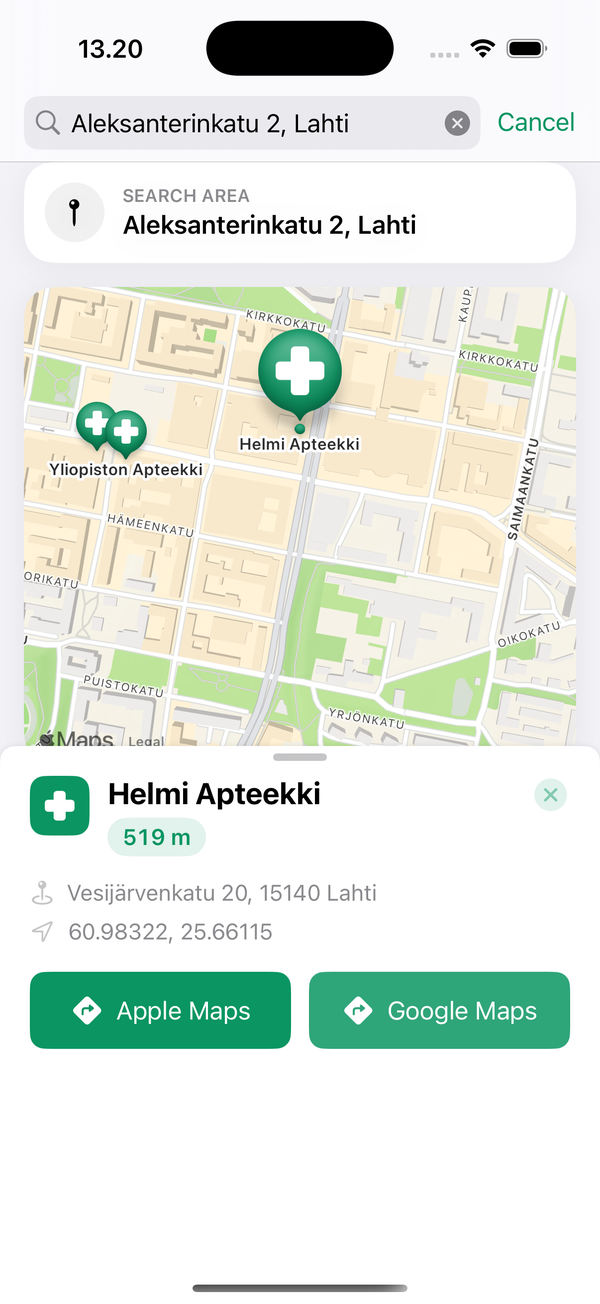 13.20
Aleksanterinkatu 2, Lahti
Cancel
SEARCH AREA
Aleksanterinkatu 2, Lahti
KIRKKOKATU
KAUP.
KIRKKOKATU
Helmi Apteekki
Yliopiston Apteekki
SAIMAANKATU
HÄMEENKATU
ORIKATU
OIKOKATU
PUISTOKATU
YRJÖNKATU
Maps Legal
Helmi Apteekki
519 m
Vesijärvenkatu 20, 15140 Lahti
60.98322, 25.66115
Apple Maps
Google Maps